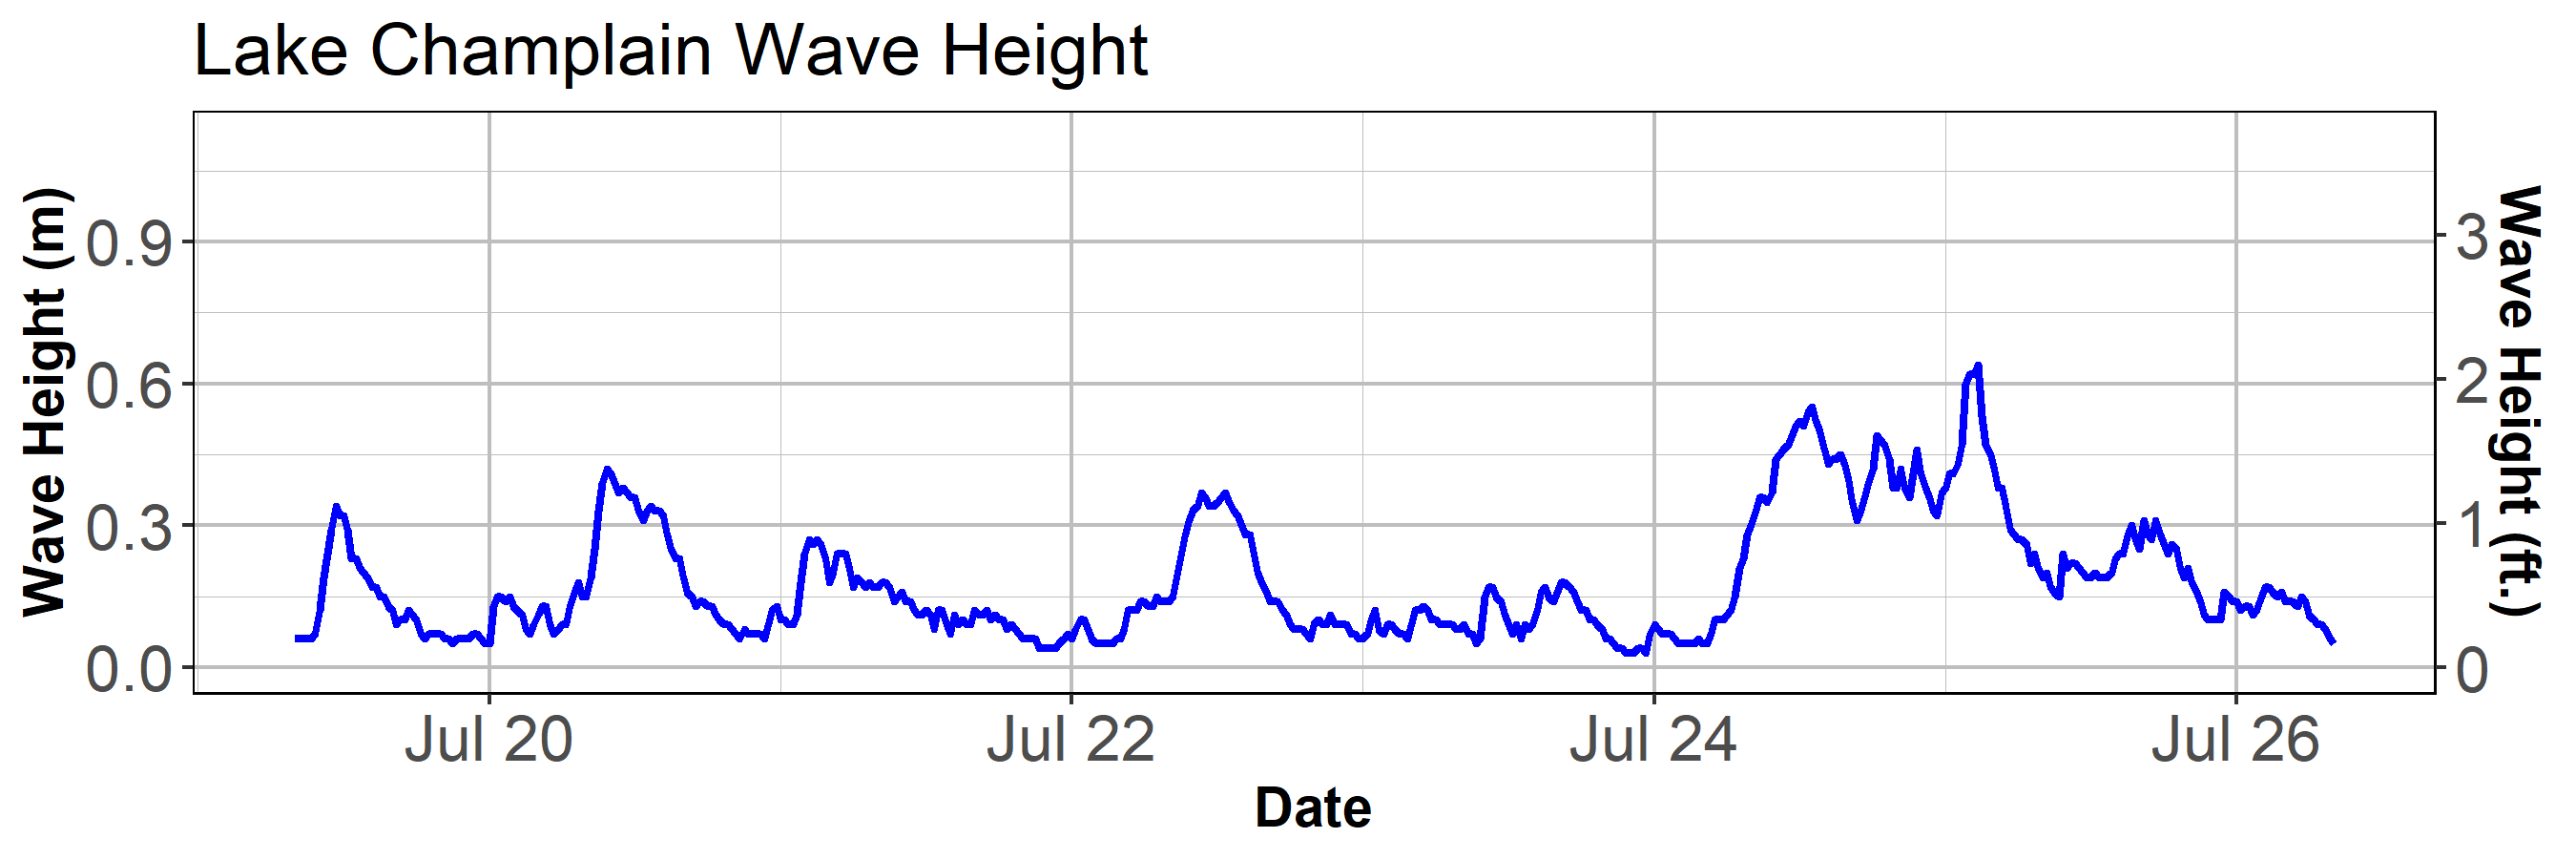 Lake Champlain Wave Height
Wave Height (m)
0.9
0.6
0.3
0.0
3
2
1
0
Wave Height (ft.)
Jul 20
Jul 22
Jul 24
Jul 26
Date